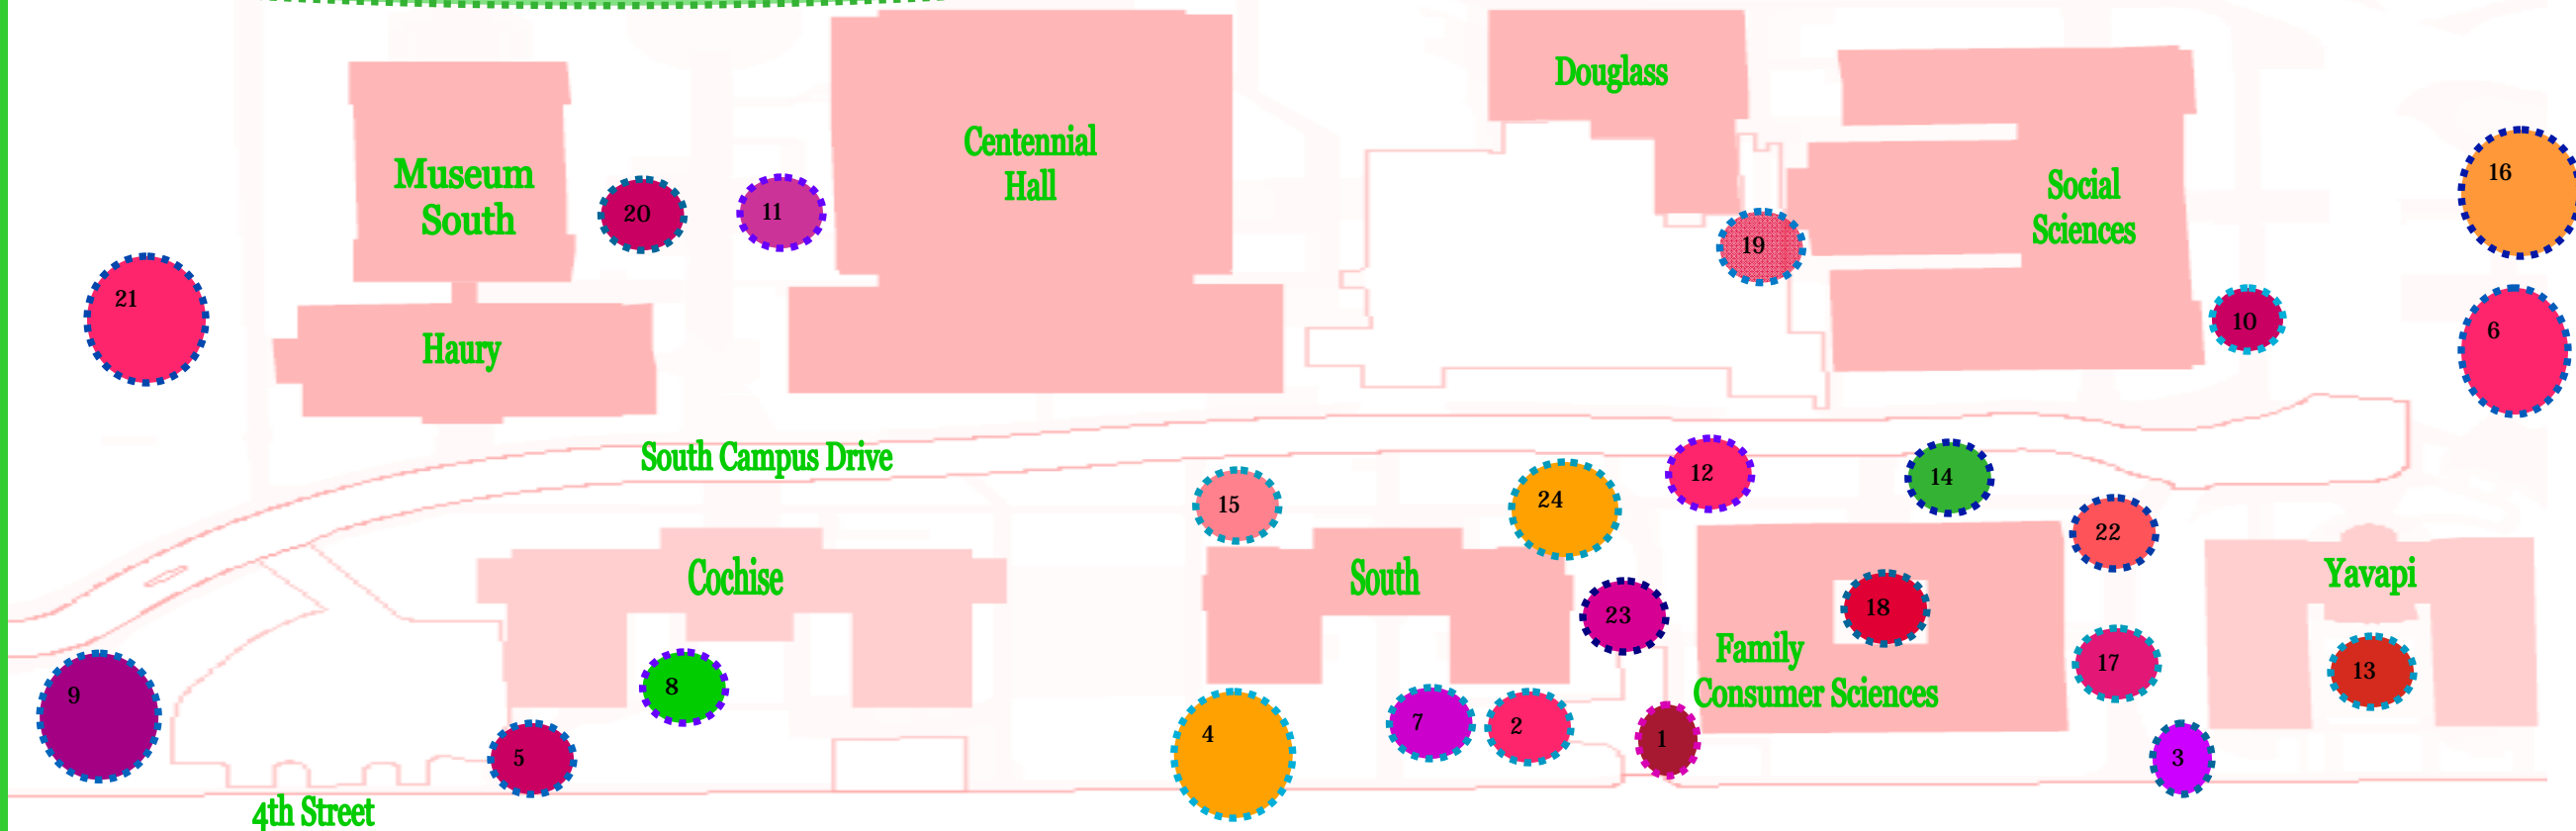 Douglass
Centennial
Hall
16
Museum
South
20
11
Social
Sciences
19
21
10
6
Haury
South Campus Drive
12
14
15
24
22
Cochise
South
Yavapi
23
18
Family
Consumer Sciences
17
13
9
8
4
7
2
1
5
3
4th Street